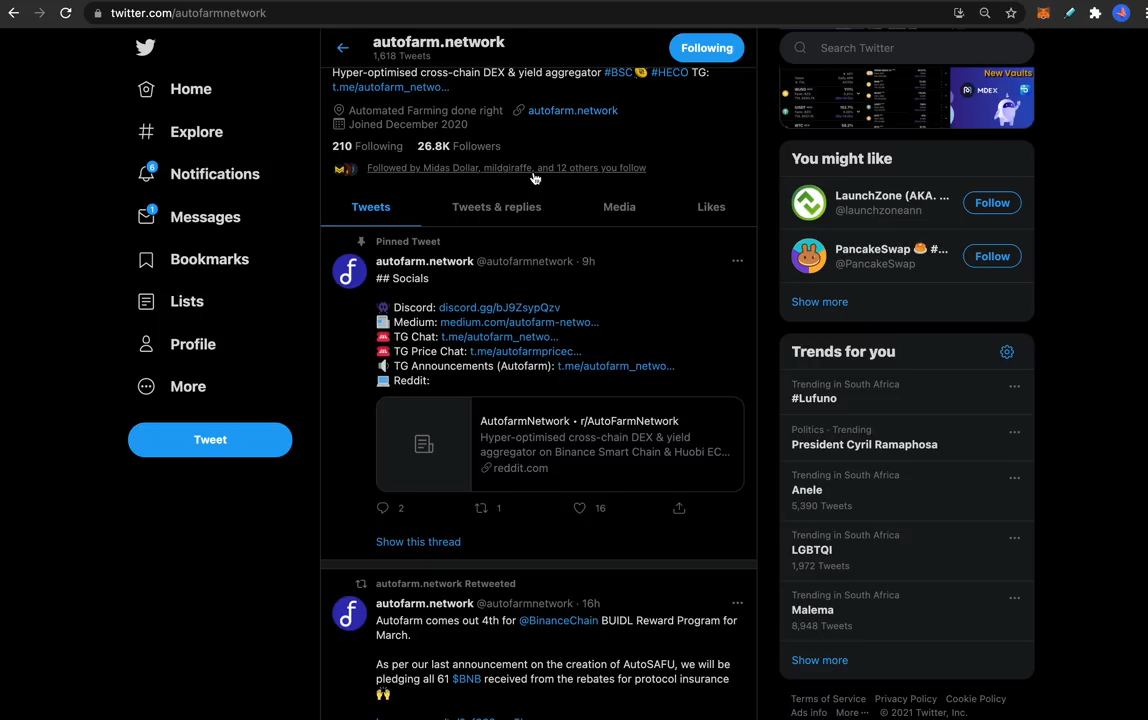 twitter.com/autofarmnetwork
autofarm.network
1,618 Tweets
Following
Search Twitter
Home
Explore
6
Notifications
1
Messages
Bookmarks
Lists
Profile
More
Tweet
Hyper-optimised cross-chain DEX & yield
aggregator #BSC #HECO TG:
t.me/autofarm_netwo…
Automated Farming done right autofarm.network
Joined December 2020
210 Following 26.8K Followers
Followed by Midas Dollar, mildgiraffe, and 12 others you follow
Tweets Tweets & replies Media Likes
Pinned Tweet
autofarm.network @autofarmnetwork · 9h
## Socials
Discord: discord.gg/bJ9ZsypQzv
Medium: medium.com/autofarm-netwo…
TG Chat: t.me/autofarm_netwo…
TG Price Chat: t.me/autofarmpricec…
TG Announcements (Autofarm): t.me/autofarm_netwo…
Reddit:
AutofarmNetwork • r/AutoFarmNetwork
Hyper-optimised cross-chain DEX & yield
aggregator on Binance Smart Chain & Huobi EC...
reddit.com
2 1 16
Show this thread
autofarm.network Retweeted
autofarm.network @autofarmnetwork · 16h
Autofarm comes out 4th for @BinanceChain BUIDL Reward Program for
March.
As per our last announcement on the creation of AutoSAFU, we will be
pledging all 61 $BNB received from the rebates for protocol insurance
New Vaults
MDEX
You might like
LaunchZone (AKA. ...
@launchzoneann
Follow
PancakeSwap #...
@PancakeSwap
Follow
Show more
Trends for you
Trending in South Africa
#Lufuno
Politics · Trending
President Cyril Ramaphosa
Trending in South Africa
Anele
5,390 Tweets
Trending in South Africa
LGBTQI
1,972 Tweets
Trending in South Africa
Malema
8,948 Tweets
Show more
Terms of Service Privacy Policy Cookie Policy
Ads info More ··· © 2021 Twitter, Inc.